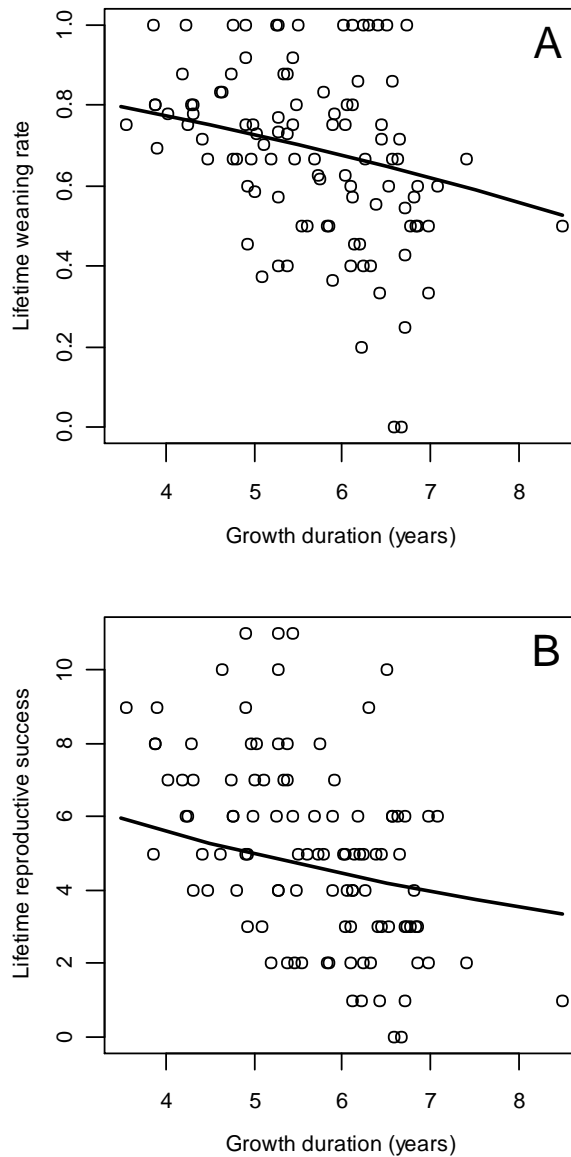 A
1.0
0.8
0.6
0.4
0.2
0.0
Lifetime weaning rate
4 5 6 7 8
Growth duration (years)
B
10
8
6
4
2
0
Lifetime reproductive success
4 5 6 7 8
Growth duration (years)